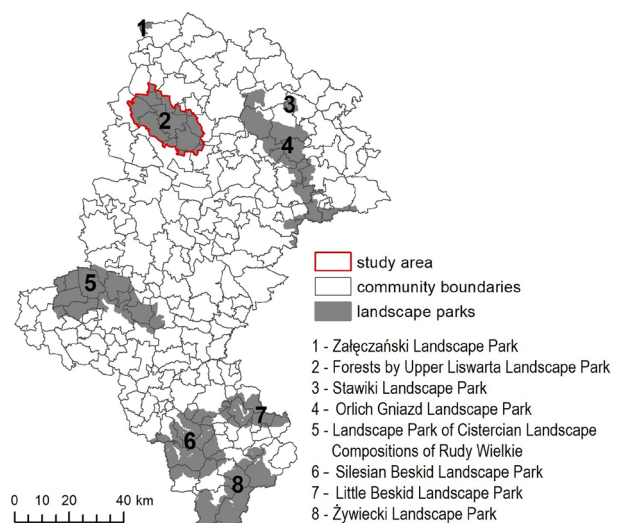 1
2
3
4
5
6
7
8
study area
community boundaries
landscape parks
1 - Załęczański Landscape Park
2 - Forests by Upper Liswarta Landscape Park
3 - Stawiki Landscape Park
4 - Orlich Gniazd Landscape Park
5 - Landscape Park of Cistercian Landscape
Compositions of Rudy Wielkie
6 - Silesian Beskid Landscape Park
7 - Little Beskid Landscape Park
8 - Żywiecki Landscape Park
0 10 20 40 km